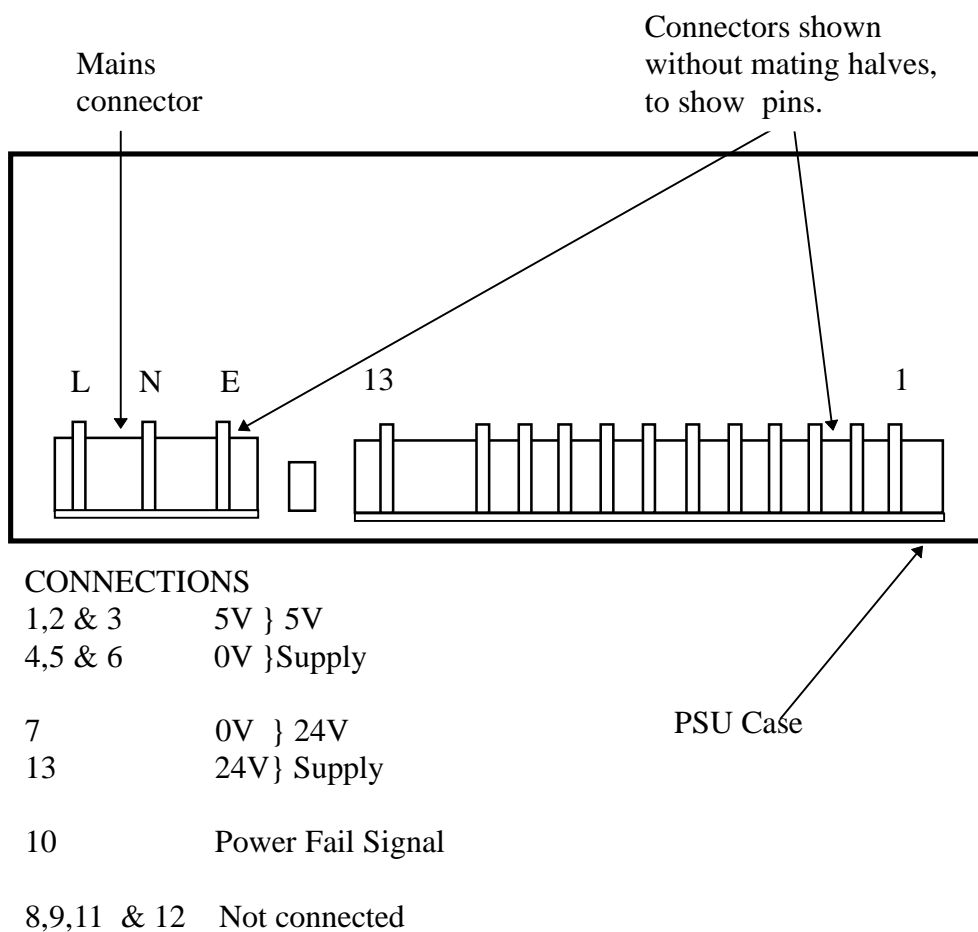 Mains
connector
Connectors shown
without mating halves,
to show pins.
L N E 13 1
CONNECTIONS
1,2 & 3 5V } 5V
4,5 & 6 0V }Supply
7 0V } 24V
13 24V} Supply
PSU Case
10 Power Fail Signal
8,9,11 & 12 Not connected